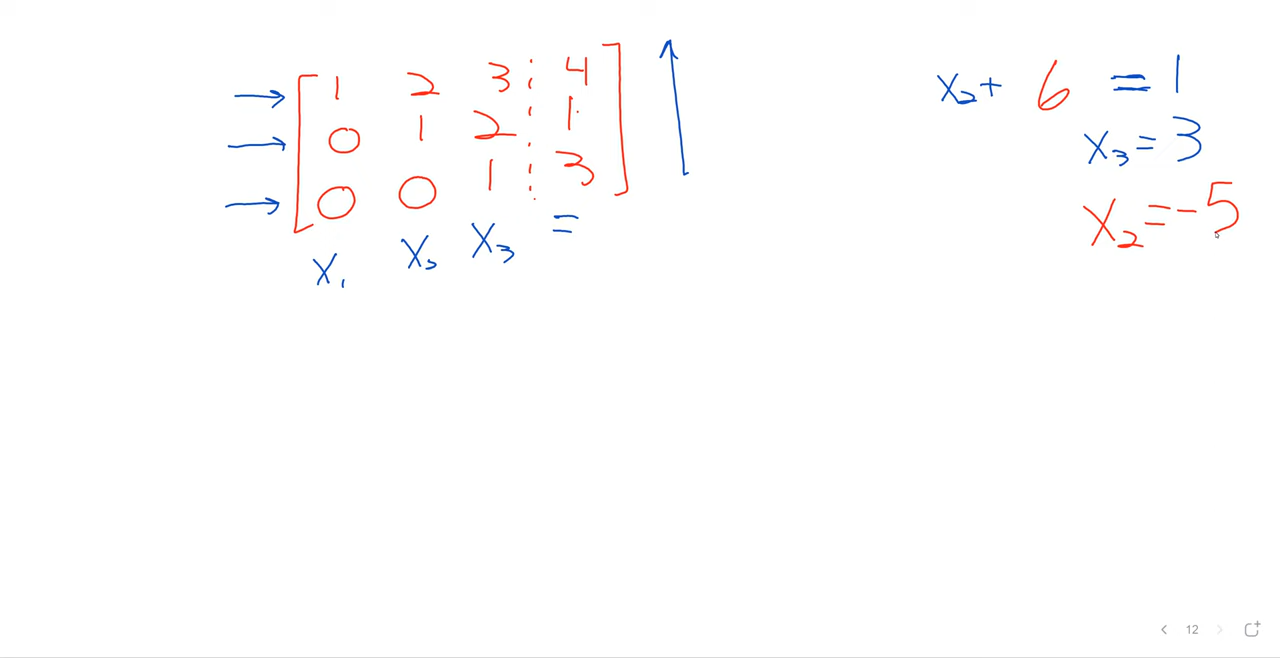 1 2 3 ⋮ 4
0 1 2 ⋮ 1
0 0 1 ⋮ 3
x₁ x₂ x₃ =
x₂ + 6 = 1
x₃ = 3
x₂ = -5
12